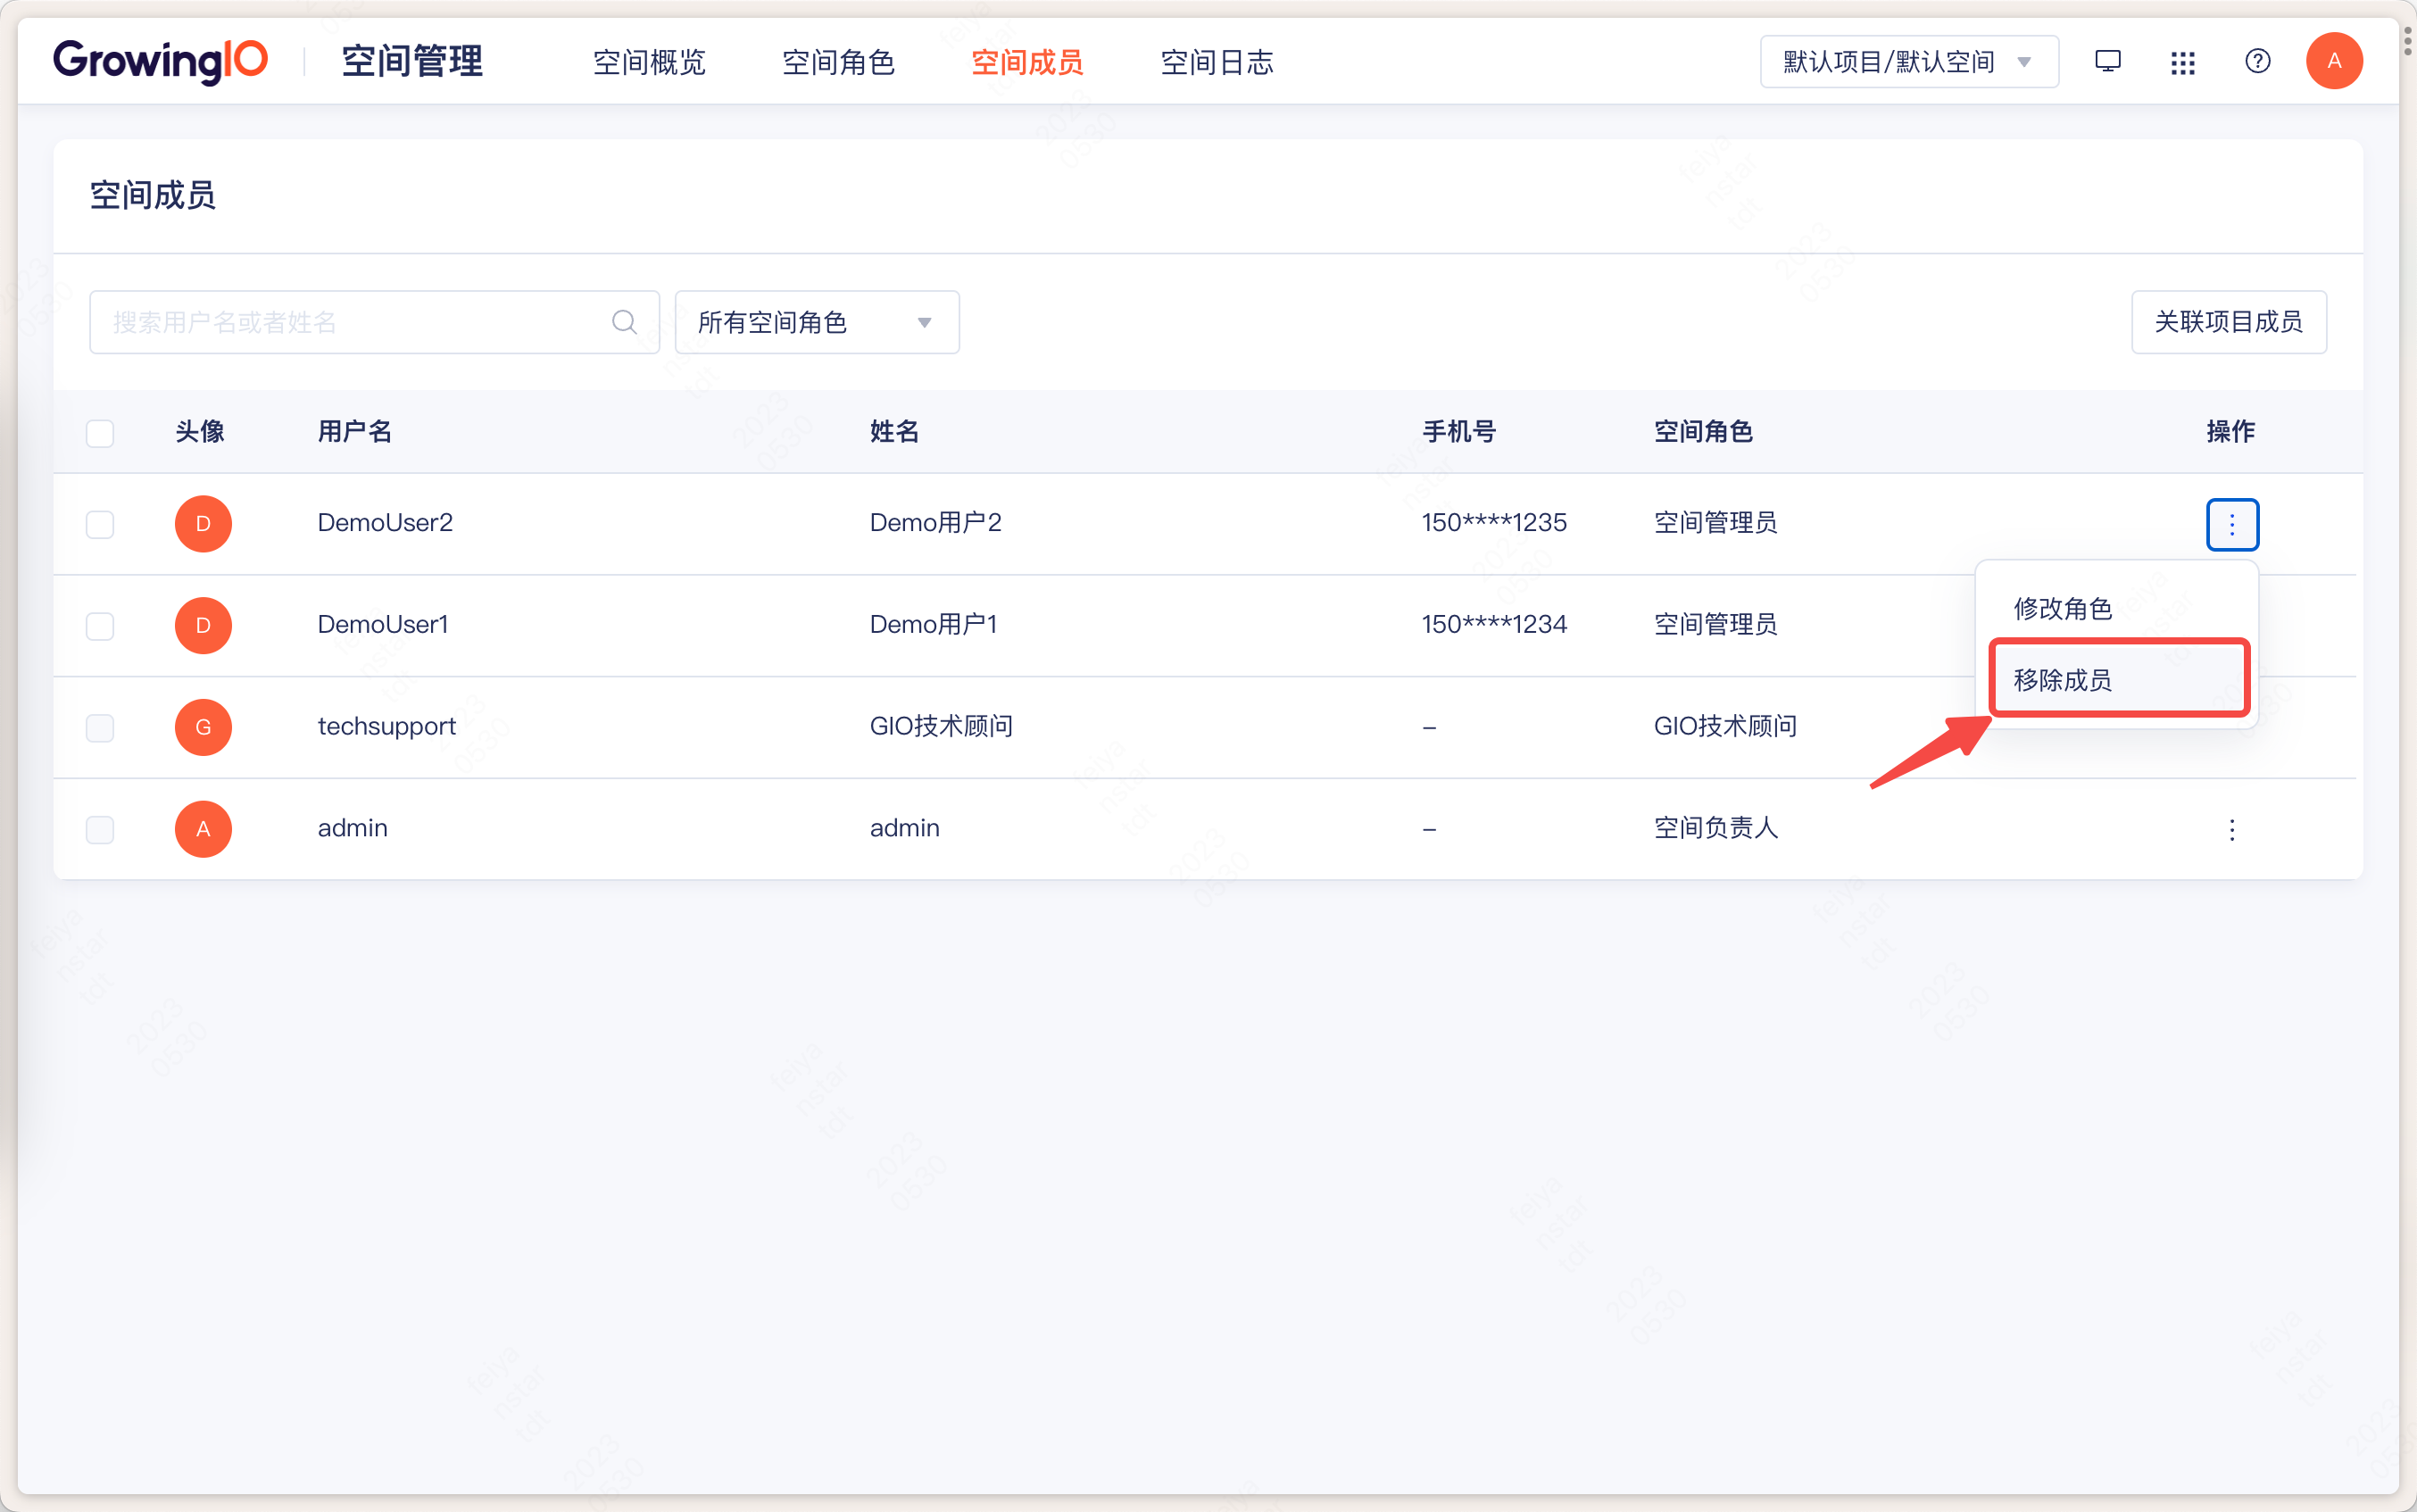 GrowingIO 空间管理 空间概览 空间角色 空间成员 空间日志 默认项目/默认空间 A
空间成员
搜索用户名或者姓名 所有空间角色 关联项目成员
头像 用户名 姓名 手机号 空间角色 操作
D DemoUser2 Demo用户2 150****1235 空间管理员
修改角色
D DemoUser1 Demo用户1 150****1234 空间管理员
移除成员
G techsupport GIO技术顾问 – GIO技术顾问
A admin admin – 空间负责人